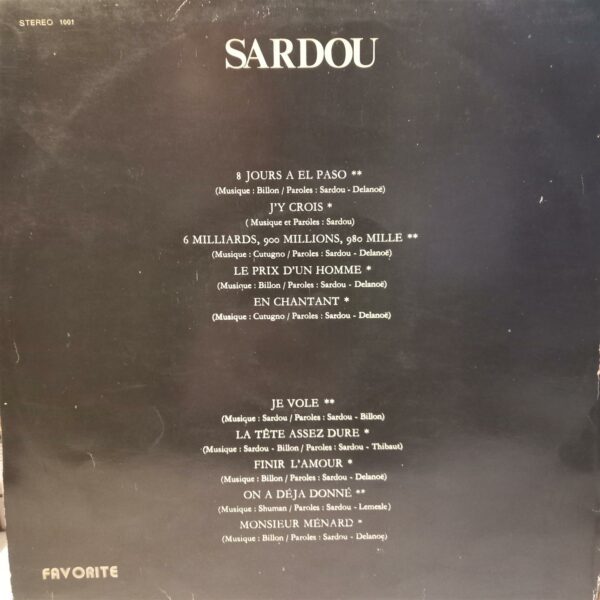 STEREO 1001
SARDOU
8 JOURS A EL PASO **
(Musique : Billon / Paroles : Sardou - Delanoë)
J'Y CROIS *
( Musique et Paroles : Sardou)
6 MILLIARDS, 900 MILLIONS, 980 MILLE **
(Musique : Cutugno / Paroles : Sardou - Delanoë)
LE PRIX D'UN HOMME *
(Musique : Billon / Paroles : Sardou - Delanoë)
EN CHANTANT *
(Musique : Cutugno / Paroles : Sardou - Delanoë)
JE VOLE **
(Musique : Sardou / Paroles : Sardou - Billon)
LA TÊTE ASSEZ DURE *
(Musique : Sardou - Billon / Paroles : Sardou - Thibaut)
FINIR L'AMOUR *
(Musique : Billon / Paroles : Sardou - Delanoë)
ON A DÉJA DONNÉ **
(Musique : Shuman / Paroles : Sardou - Lemesle)
MONSIEUR MÉNARD *
(Musique : Billon / Paroles : Sardou - Delanoë)
FAVORITE